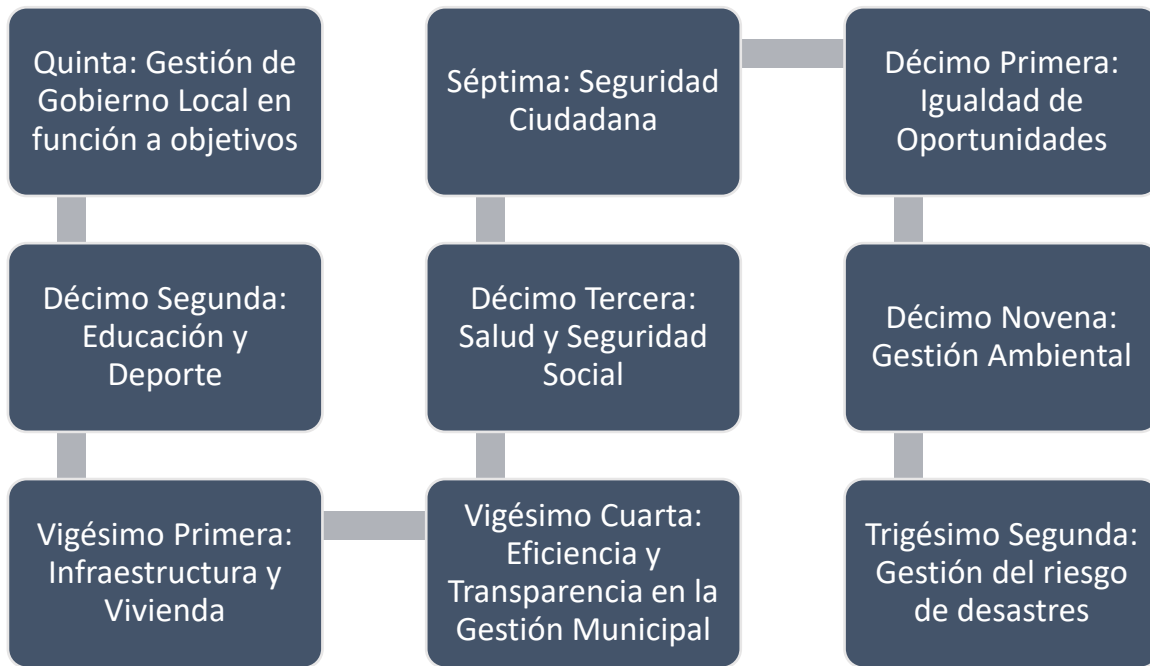 Quinta: Gestión de
Gobierno Local en
función a objetivos
Décimo Segunda:
Educación y
Deporte
Vigésimo Primera:
Infraestructura y
Vivienda
Vigésimo Cuarta:
Eficiencia y
Transparencia en la
Gestión Municipal
Décimo Tercera:
Salud y Seguridad
Social
Séptima: Seguridad
Ciudadana
Décimo Primera:
Igualdad de
Oportunidades
Décimo Novena:
Gestión Ambiental
Trigésimo Segunda:
Gestión del riesgo
de desastres